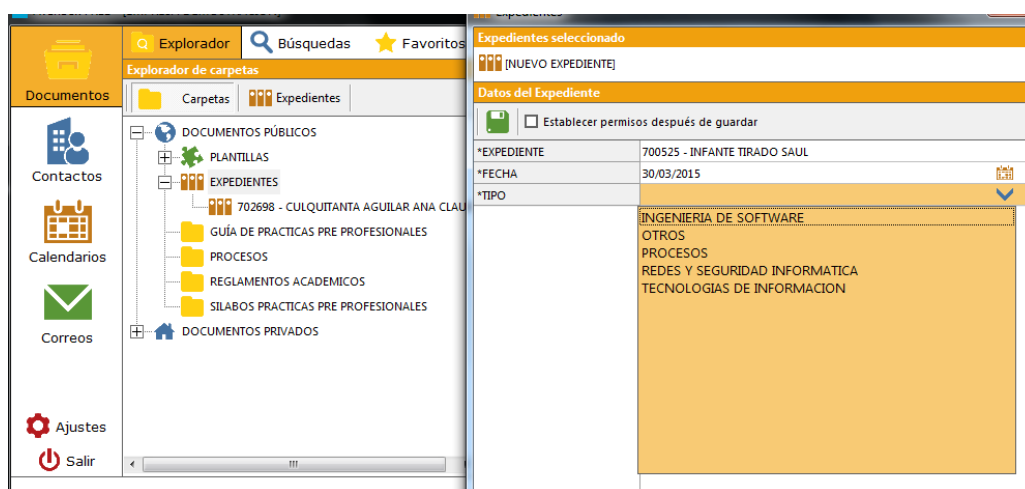 Documentos
Contactos
Calendarios
Correos
Ajustes
Salir
Explorador
Búsquedas
Favoritos
Explorador de carpetas
Carpetas
Expedientes
DOCUMENTOS PÚBLICOS
PLANTILLAS
EXPEDIENTES
702698 - CULQUITANTA AGUILAR ANA CLAU
GUÍA DE PRACTICAS PRE PROFESIONALES
PROCESOS
REGLAMENTOS ACADEMICOS
SILABOS PRACTICAS PRE PROFESIONALES
DOCUMENTOS PRIVADOS
Expedientes
Expedientes seleccionado
[NUEVO EXPEDIENTE]
Datos del Expediente
Establecer permisos después de guardar
*EXPEDIENTE 700525 - INFANTE TIRADO SAUL
*FECHA 30/03/2015
*TIPO
INGENIERIA DE SOFTWARE
OTROS
PROCESOS
REDES Y SEGURIDAD INFORMATICA
TECNOLOGIAS DE INFORMACION